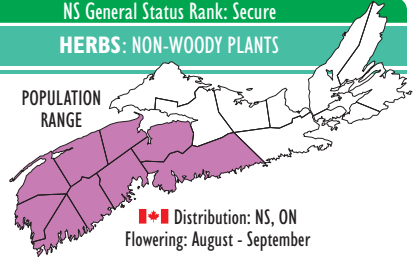 NS General Status Rank: Secure
HERBS: NON-WOODY PLANTS
POPULATION
RANGE
Distribution: NS, ON
Flowering: August - September